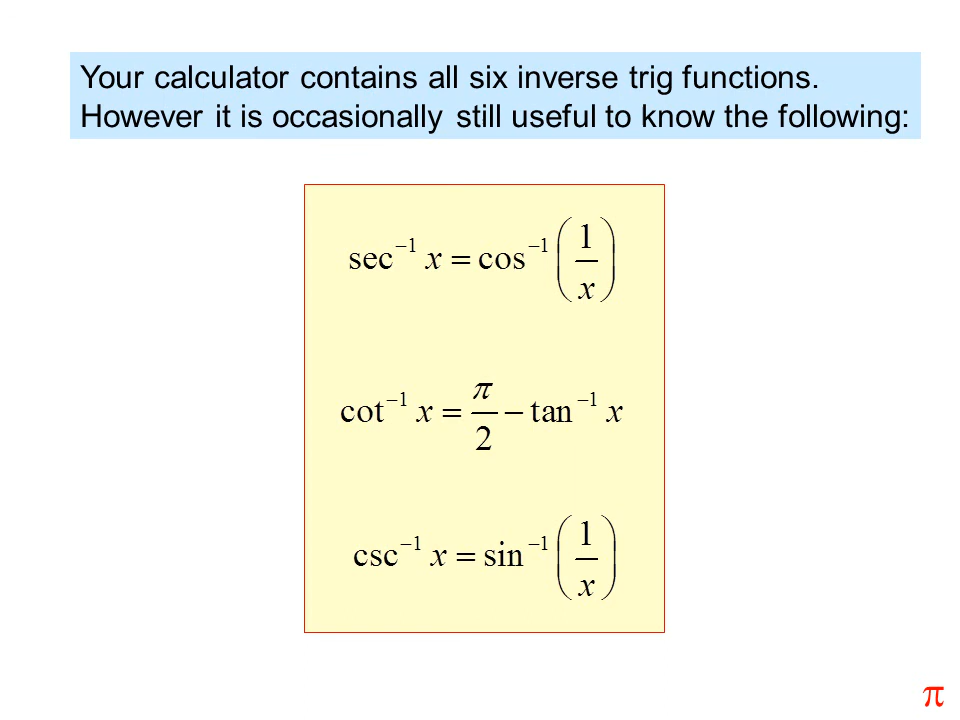 Your calculator contains all six inverse trig functions.
However it is occasionally still useful to know the following:
sec⁻¹ x = cos⁻¹ (1/x)
cot⁻¹ x = π/2 − tan⁻¹ x
csc⁻¹ x = sin⁻¹ (1/x)
π